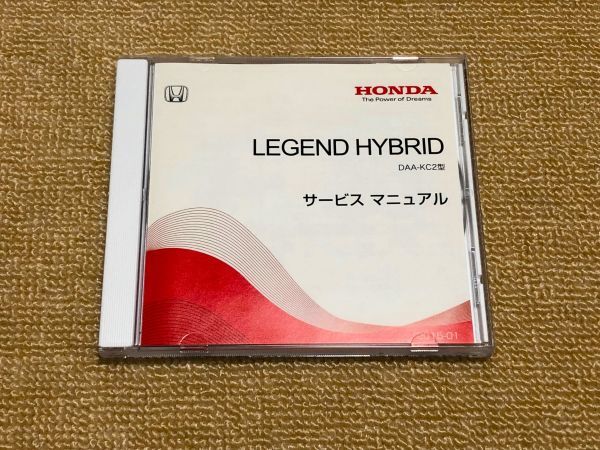 HONDA
The Power of Dreams
LEGEND HYBRID
DAA-KC2型
サービス マニュアル